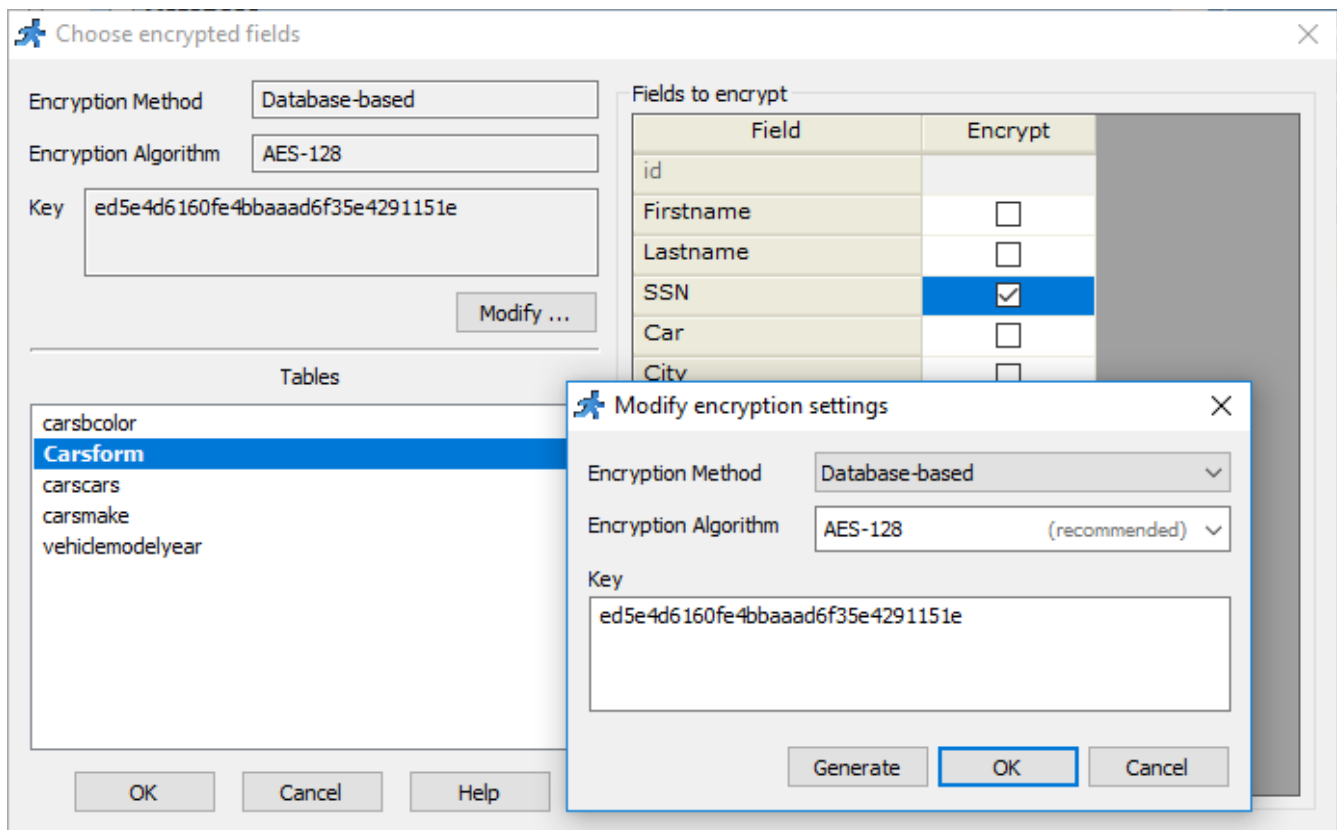 Choose encrypted fields
Encryption Method Database-based
Encryption Algorithm AES-128
Key ed5e4d6160fe4bbaaad6f35e4291151e
Modify ...
Tables
carsbcolor
Carsform
carscars
carsmake
vehiclemodelyear
OK Cancel Help
Fields to encrypt
Field Encrypt
id
Firstname
Lastname
SSN
Car
City
Modify encryption settings
Encryption Method Database-based
Encryption Algorithm AES-128 (recommended)
Key
ed5e4d6160fe4bbaaad6f35e4291151e
Generate OK Cancel